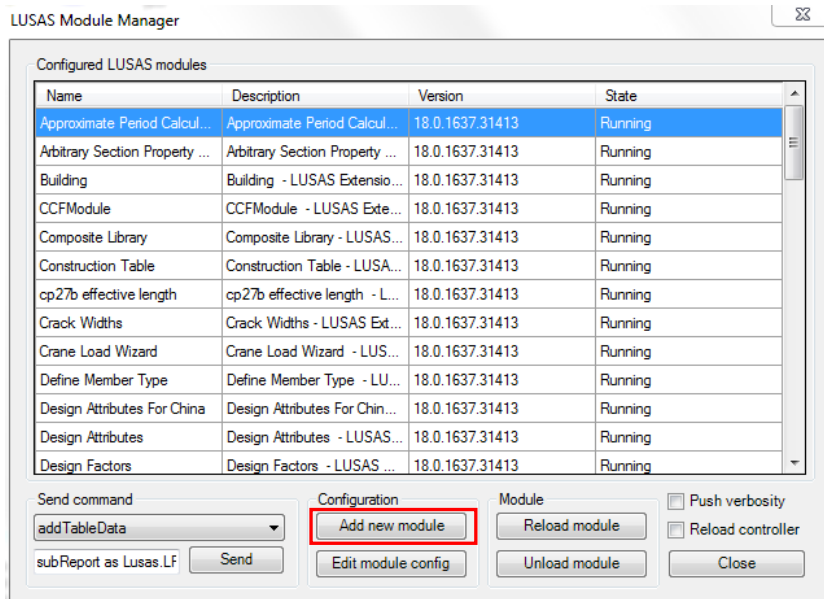 LUSAS Module Manager
Configured LUSAS modules
Name Description Version State
Approximate Period Calcul... Approximate Period Calcul... 18.0.1637.31413 Running
Arbitrary Section Property ... Arbitrary Section Property ... 18.0.1637.31413 Running
Building Building - LUSAS Extensio... 18.0.1637.31413 Running
CCFModule CCFModule - LUSAS Exte... 18.0.1637.31413 Running
Composite Library Composite Library - LUSAS... 18.0.1637.31413 Running
Construction Table Construction Table - LUSA... 18.0.1637.31413 Running
cp27b effective length cp27b effective length - L... 18.0.1637.31413 Running
Crack Widths Crack Widths - LUSAS Ext... 18.0.1637.31413 Running
Crane Load Wizard Crane Load Wizard - LUS... 18.0.1637.31413 Running
Define Member Type Define Member Type - LU... 18.0.1637.31413 Running
Design Attributes For China Design Attributes For Chin... 18.0.1637.31413 Running
Design Attributes Design Attributes - LUSAS... 18.0.1637.31413 Running
Design Factors Design Factors - LUSAS ... 18.0.1637.31413 Running
Send command Configuration Module Push verbosity
addTableData Add new module Reload module Reload controller
subReport as Lusas.LF Send Edit module config Unload module Close